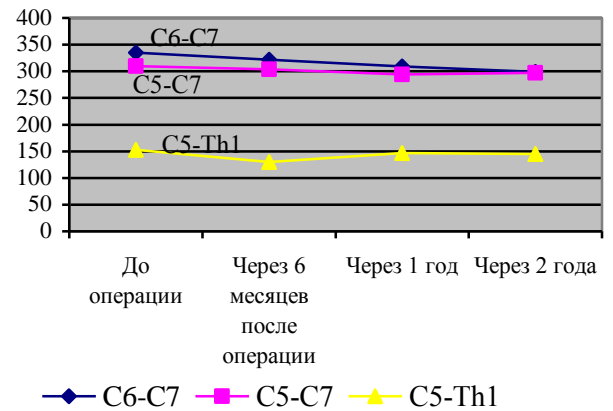 400
350
300
250
200
150
100
50
0
C6-C7
C5-C7
C5-Th1
До операции
Через 6 месяцев после операции
Через 1 год
Через 2 года
C6-C7 C5-C7 C5-Th1